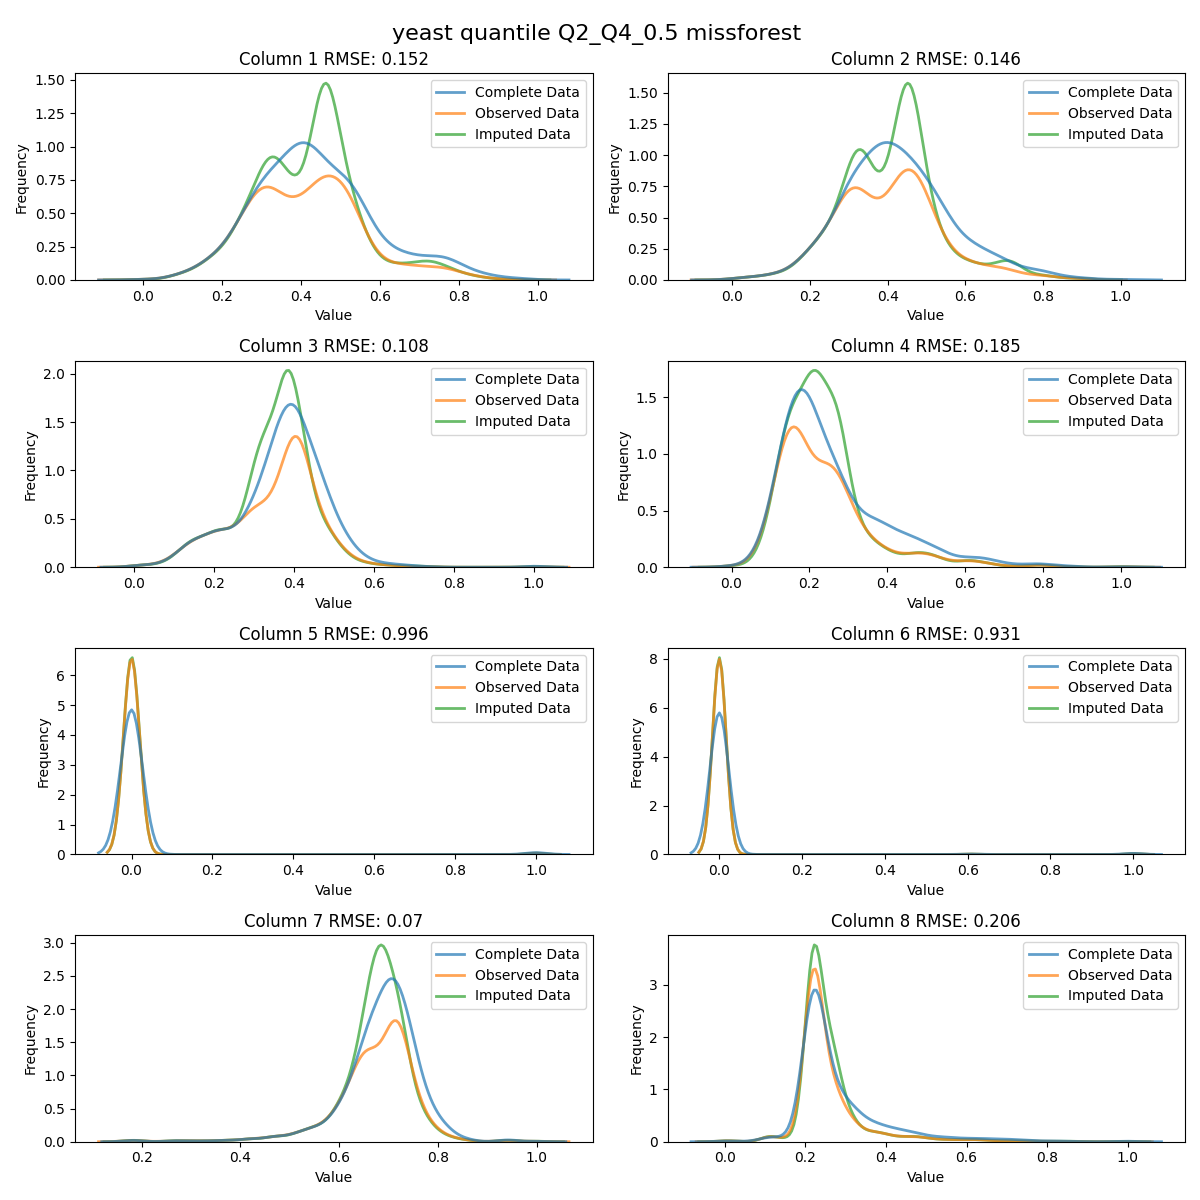 yeast quantile Q2_Q4_0.5 missforest
Column 1 RMSE: 0.152
1.50
1.25
1.00
0.75
0.50
0.25
0.00
Frequency
Complete Data
Observed Data
Imputed Data
0.0 0.2 0.4 0.6 0.8 1.0
Value
Column 2 RMSE: 0.146
1.50
1.25
1.00
0.75
0.50
0.25
0.00
Frequency
Complete Data
Observed Data
Imputed Data
0.0 0.2 0.4 0.6 0.8 1.0
Value
Column 3 RMSE: 0.108
2.0
1.5
1.0
0.5
0.0
Frequency
Complete Data
Observed Data
Imputed Data
0.0 0.2 0.4 0.6 0.8 1.0
Value
Column 4 RMSE: 0.185
1.5
1.0
0.5
0.0
Frequency
Complete Data
Observed Data
Imputed Data
0.0 0.2 0.4 0.6 0.8 1.0
Value
Column 5 RMSE: 0.996
6
5
4
3
2
1
0
Frequency
Complete Data
Observed Data
Imputed Data
0.0 0.2 0.4 0.6 0.8 1.0
Value
Column 6 RMSE: 0.931
8
6
4
2
0
Frequency
Complete Data
Observed Data
Imputed Data
0.0 0.2 0.4 0.6 0.8 1.0
Value
Column 7 RMSE: 0.07
3.0
2.5
2.0
1.5
1.0
0.5
0.0
Frequency
Complete Data
Observed Data
Imputed Data
0.2 0.4 0.6 0.8 1.0
Value
Column 8 RMSE: 0.206
3
2
1
0
Frequency
Complete Data
Observed Data
Imputed Data
0.0 0.2 0.4 0.6 0.8 1.0
Value